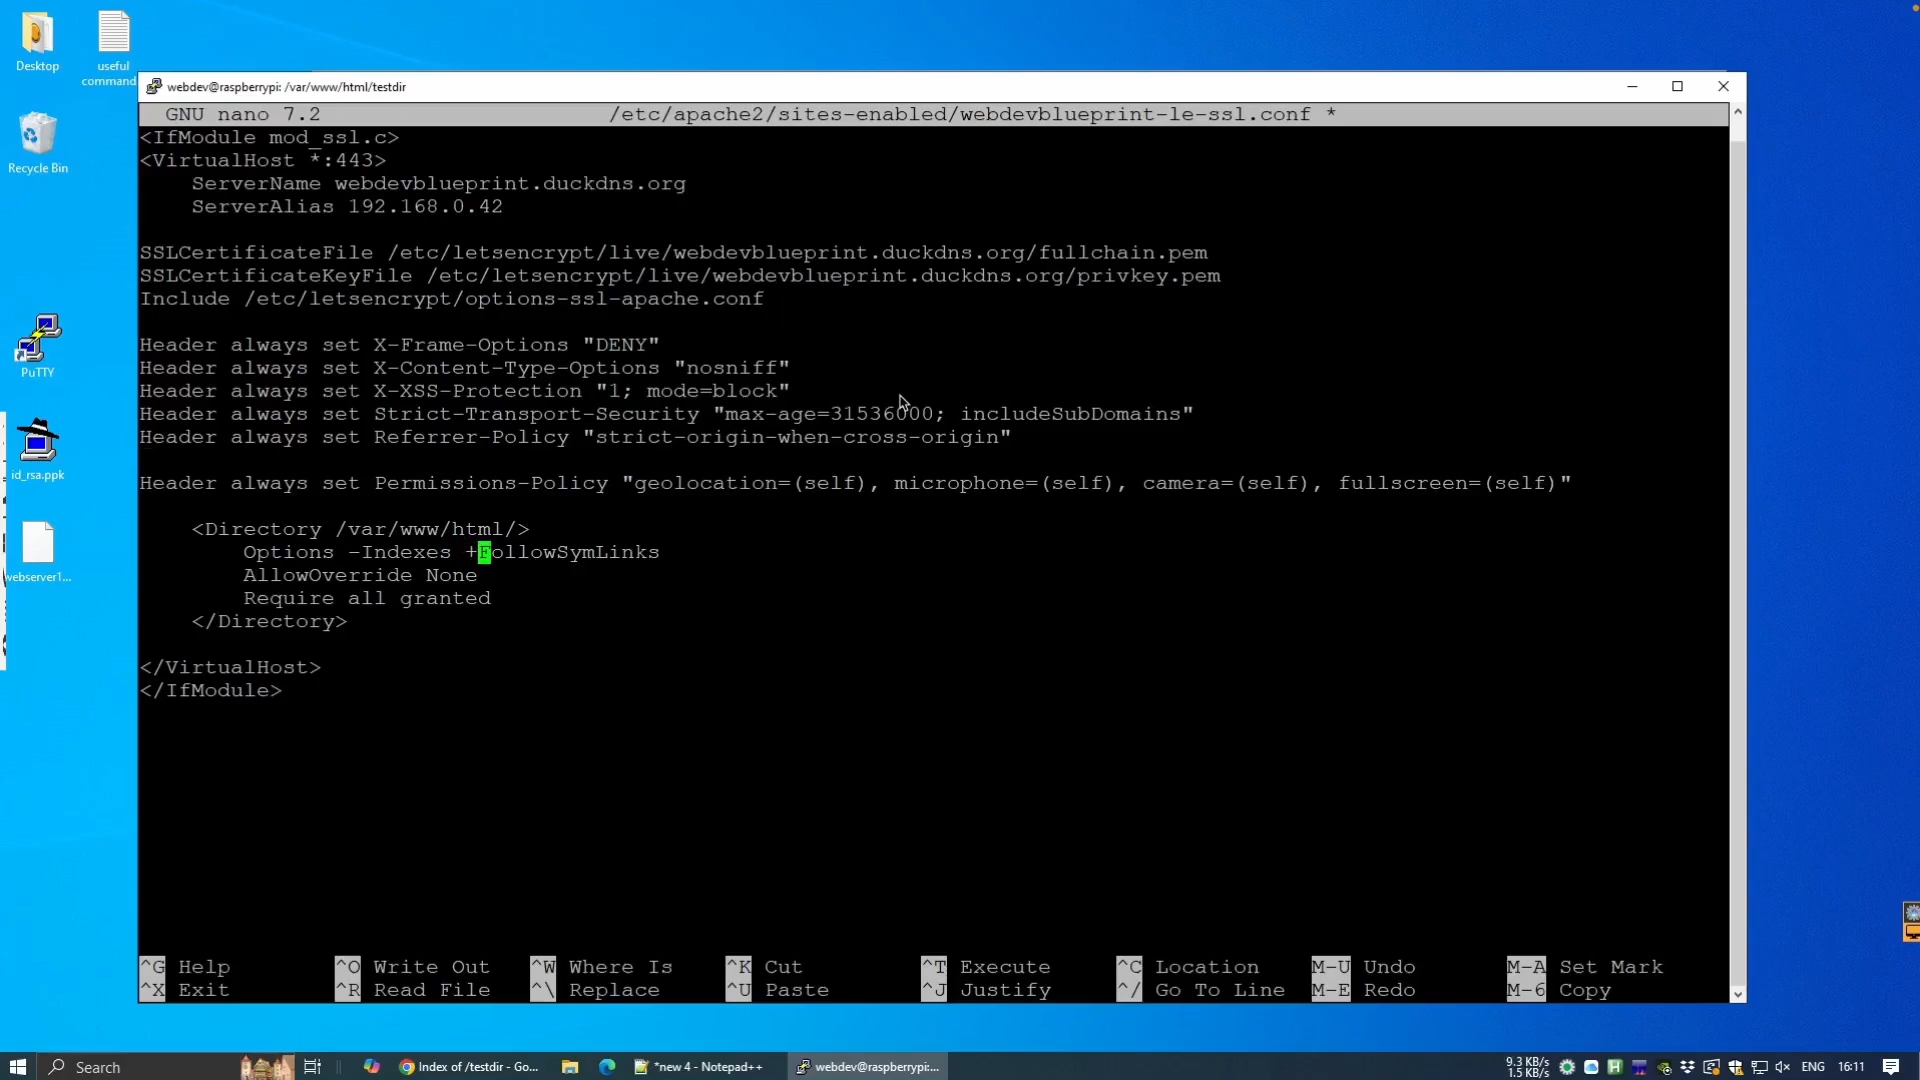 Desktop
useful
command
Recycle Bin
PuTTY
id_rsa.ppk
webserver1...
webdev@raspberrypi: /var/www/html/testdir
GNU nano 7.2 /etc/apache2/sites-enabled/webdevblueprint-le-ssl.conf *
<IfModule mod_ssl.c>
<VirtualHost *:443>
ServerName webdevblueprint.duckdns.org
ServerAlias 192.168.0.42
SSLCertificateFile /etc/letsencrypt/live/webdevblueprint.duckdns.org/fullchain.pem
SSLCertificateKeyFile /etc/letsencrypt/live/webdevblueprint.duckdns.org/privkey.pem
Include /etc/letsencrypt/options-ssl-apache.conf
Header always set X-Frame-Options "DENY"
Header always set X-Content-Type-Options "nosniff"
Header always set X-XSS-Protection "1; mode=block"
Header always set Strict-Transport-Security "max-age=31536000; includeSubDomains"
Header always set Referrer-Policy "strict-origin-when-cross-origin"
Header always set Permissions-Policy "geolocation=(self), microphone=(self), camera=(self), fullscreen=(self)"
<Directory /var/www/html/>
Options -Indexes +FollowSymLinks
AllowOverride None
Require all granted
</Directory>
</VirtualHost>
</IfModule>
^G Help ^O Write Out ^W Where Is ^K Cut ^T Execute ^C Location M-U Undo M-A Set Mark
^X Exit ^R Read File ^\ Replace ^U Paste ^J Justify ^/ Go To Line M-E Redo M-6 Copy
Search Index of /testdir - Go... *new 4 - Notepad++ webdev@raspberrypi:... 9.3 KB/s ENG 16:11
1.5 KB/s